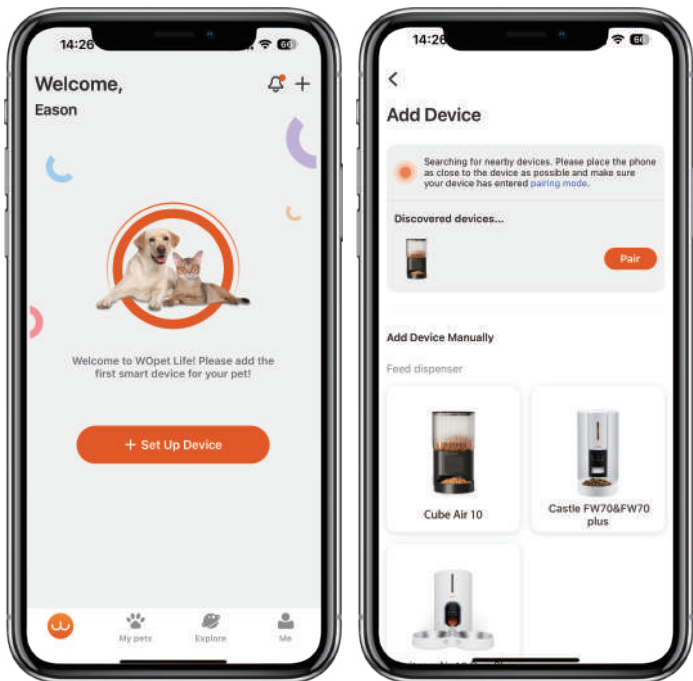 14:26
60
Welcome,
Eason
Welcome to WOpet Life! Please add the
first smart device for your pet!
+ Set Up Device
My pets
Explore
Me
14:26
60
Add Device
Searching for nearby devices. Please place the phone
as close to the device as possible and make sure
your device has entered pairing mode.
Discovered devices...
Pair
Add Device Manually
Feed dispenser
Cube Air 10
Castle FW70&FW70
plus